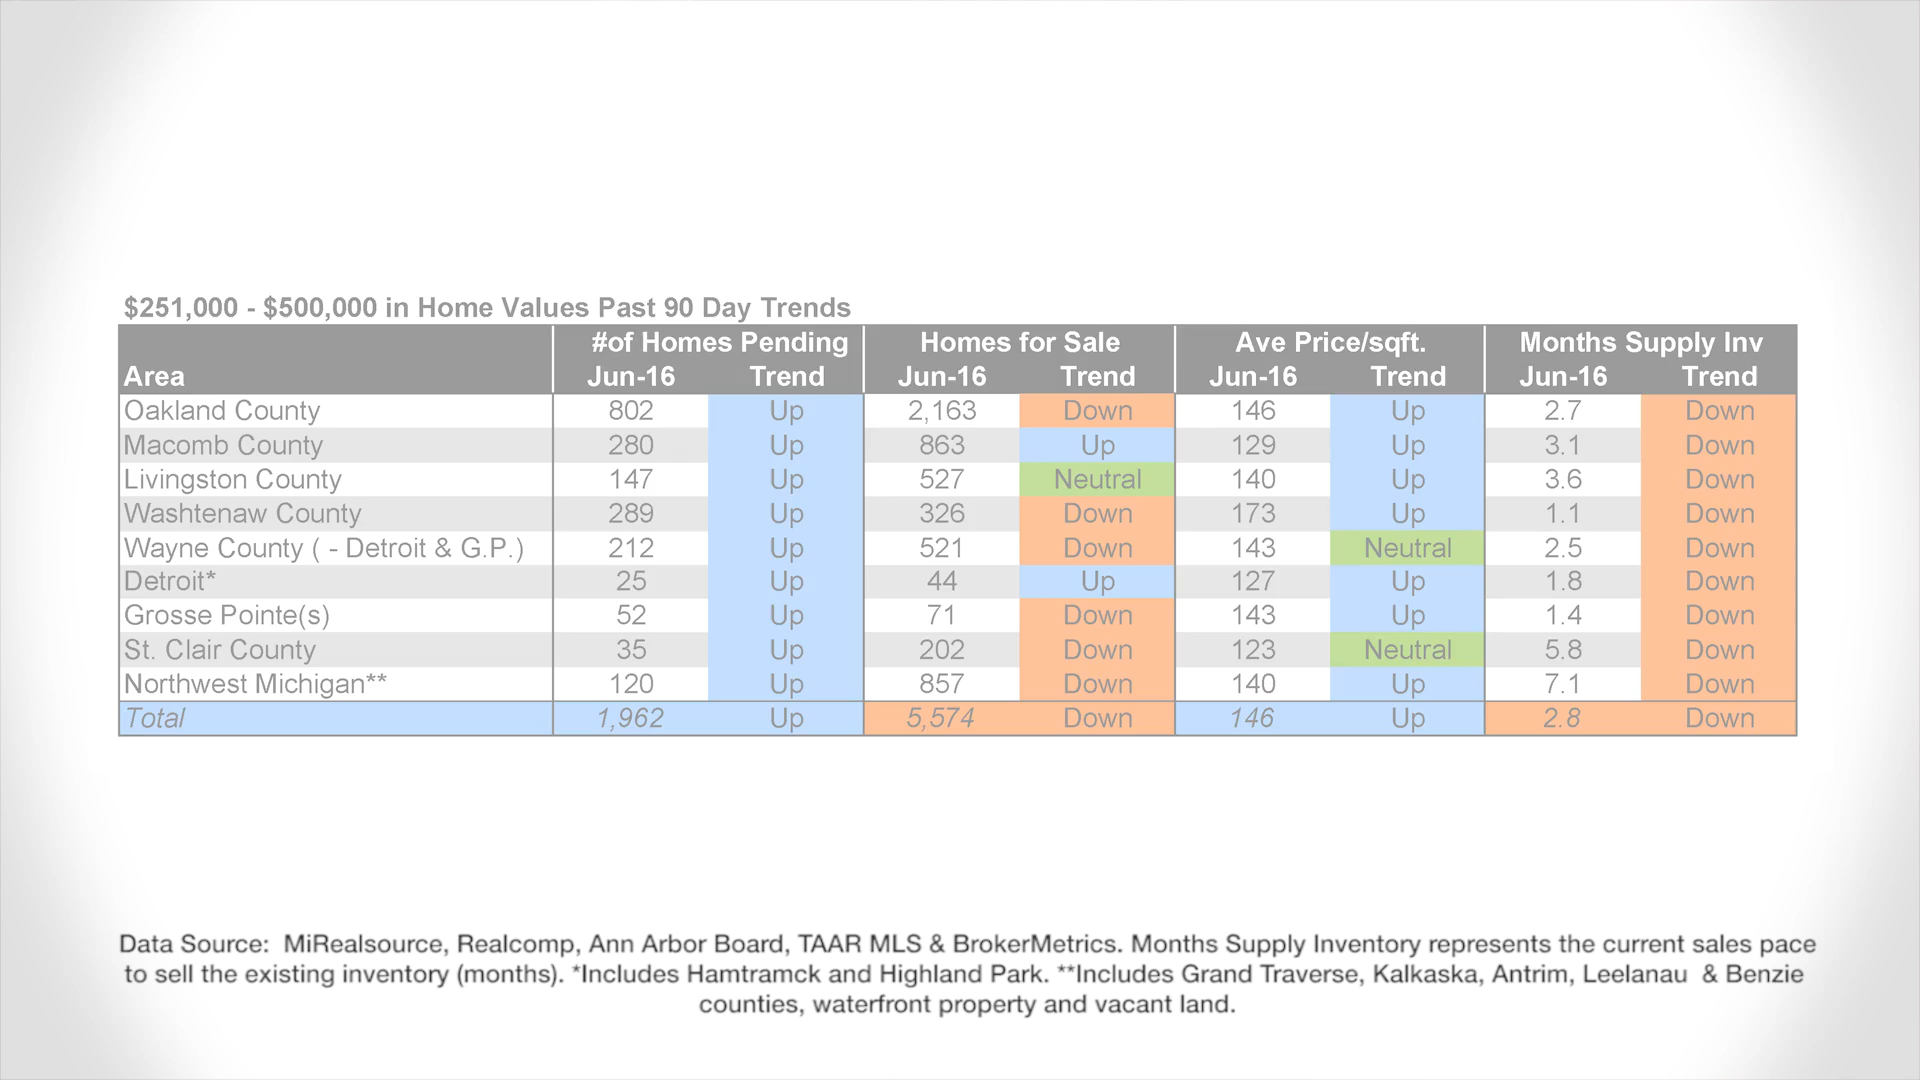 $251,000 - $500,000 in Home Values Past 90 Day Trends
#of Homes Pending Homes for Sale Ave Price/sqft. Months Supply Inv
Area Jun-16 Trend Jun-16 Trend Jun-16 Trend Jun-16 Trend
Oakland County 802 Up 2,163 Down 146 Up 2.7 Down
Macomb County 280 Up 863 Up 129 Up 3.1 Down
Livingston County 147 Up 527 Neutral 140 Up 3.6 Down
Washtenaw County 289 Up 326 Down 173 Up 1.1 Down
Wayne County ( - Detroit & G.P.) 212 Up 521 Down 143 Neutral 2.5 Down
Detroit* 25 Up 44 Up 127 Up 1.8 Down
Grosse Pointe(s) 52 Up 71 Down 143 Up 1.4 Down
St. Clair County 35 Up 202 Down 123 Neutral 5.8 Down
Northwest Michigan** 120 Up 857 Down 140 Up 7.1 Down
Total 1,962 Up 5,574 Down 146 Up 2.8 Down
Data Source: MiRealsource, Realcomp, Ann Arbor Board, TAAR MLS & BrokerMetrics. Months Supply Inventory represents the current sales pace
to sell the existing inventory (months). *Includes Hamtramck and Highland Park. **Includes Grand Traverse, Kalkaska, Antrim, Leelanau & Benzie
counties, waterfront property and vacant land.